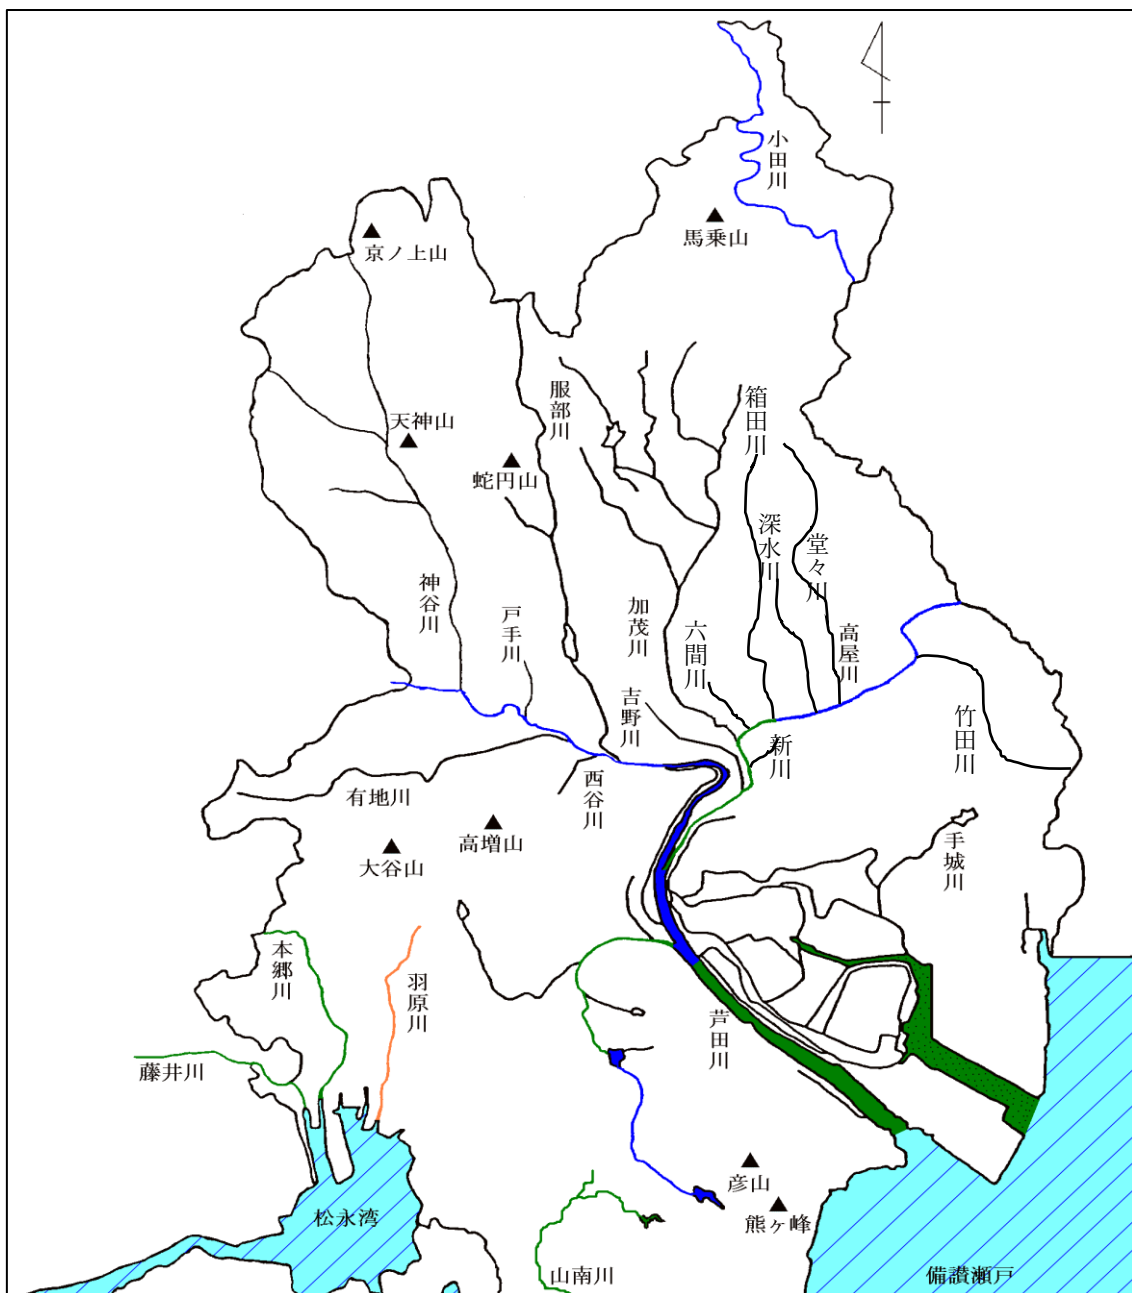 小田川
馬乗山
京ノ上山
服部川
箱田川
天神山
蛇円山
深水川
堂々川
神谷川
戸手川
加茂川
六間川
高屋川
吉野川
新川
竹田川
西谷川
有地川
高増山
大谷山
手城川
本郷川
羽原川
芦田川
藤井川
彦山
熊ヶ峰
松永湾
山南川
備讃瀬戸